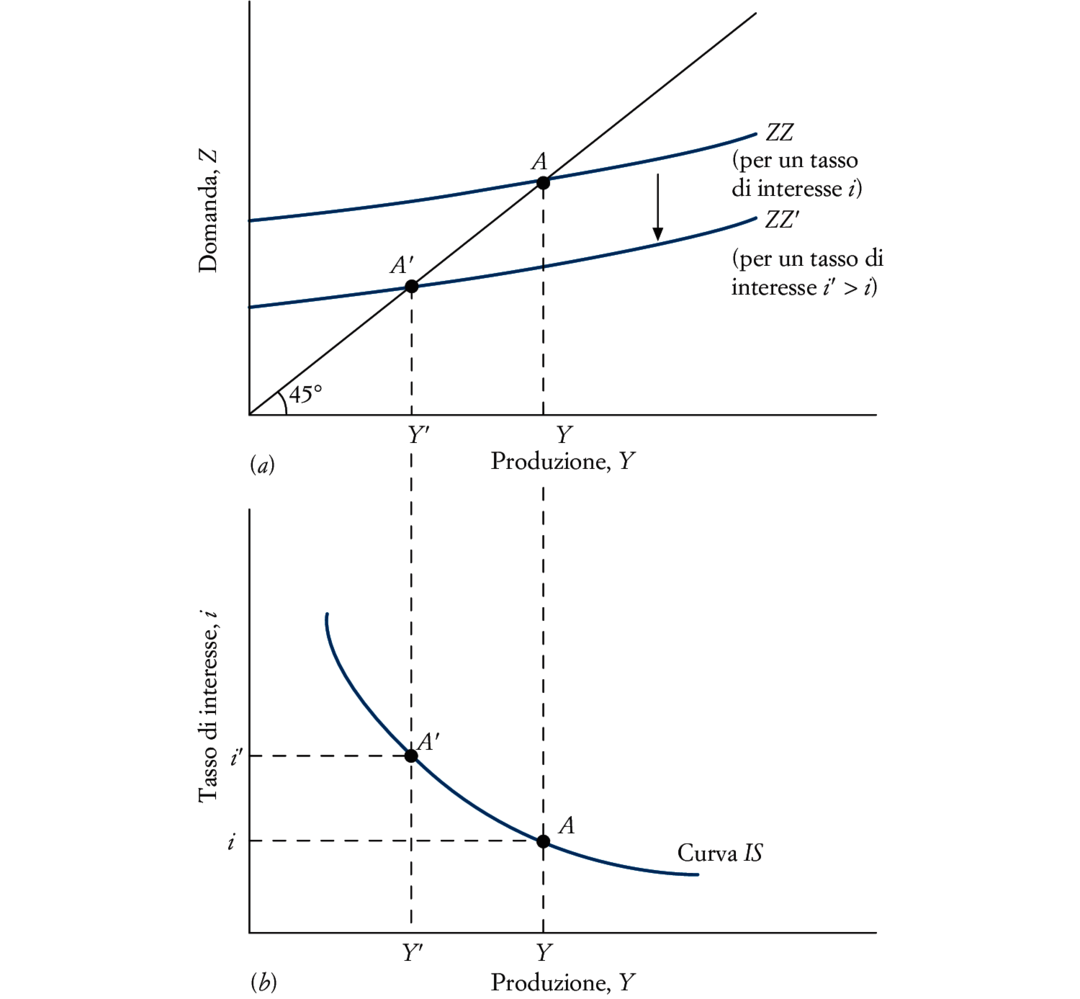 Domanda, Z
A
ZZ
(per un tasso
di interesse i)
ZZ'
A'
(per un tasso di
interesse i' > i)
45°
Y'
Y
(a)
Produzione, Y
Tasso di interesse, i
A'
i'
A
i
Curva IS
Y'
Y
(b)
Produzione, Y